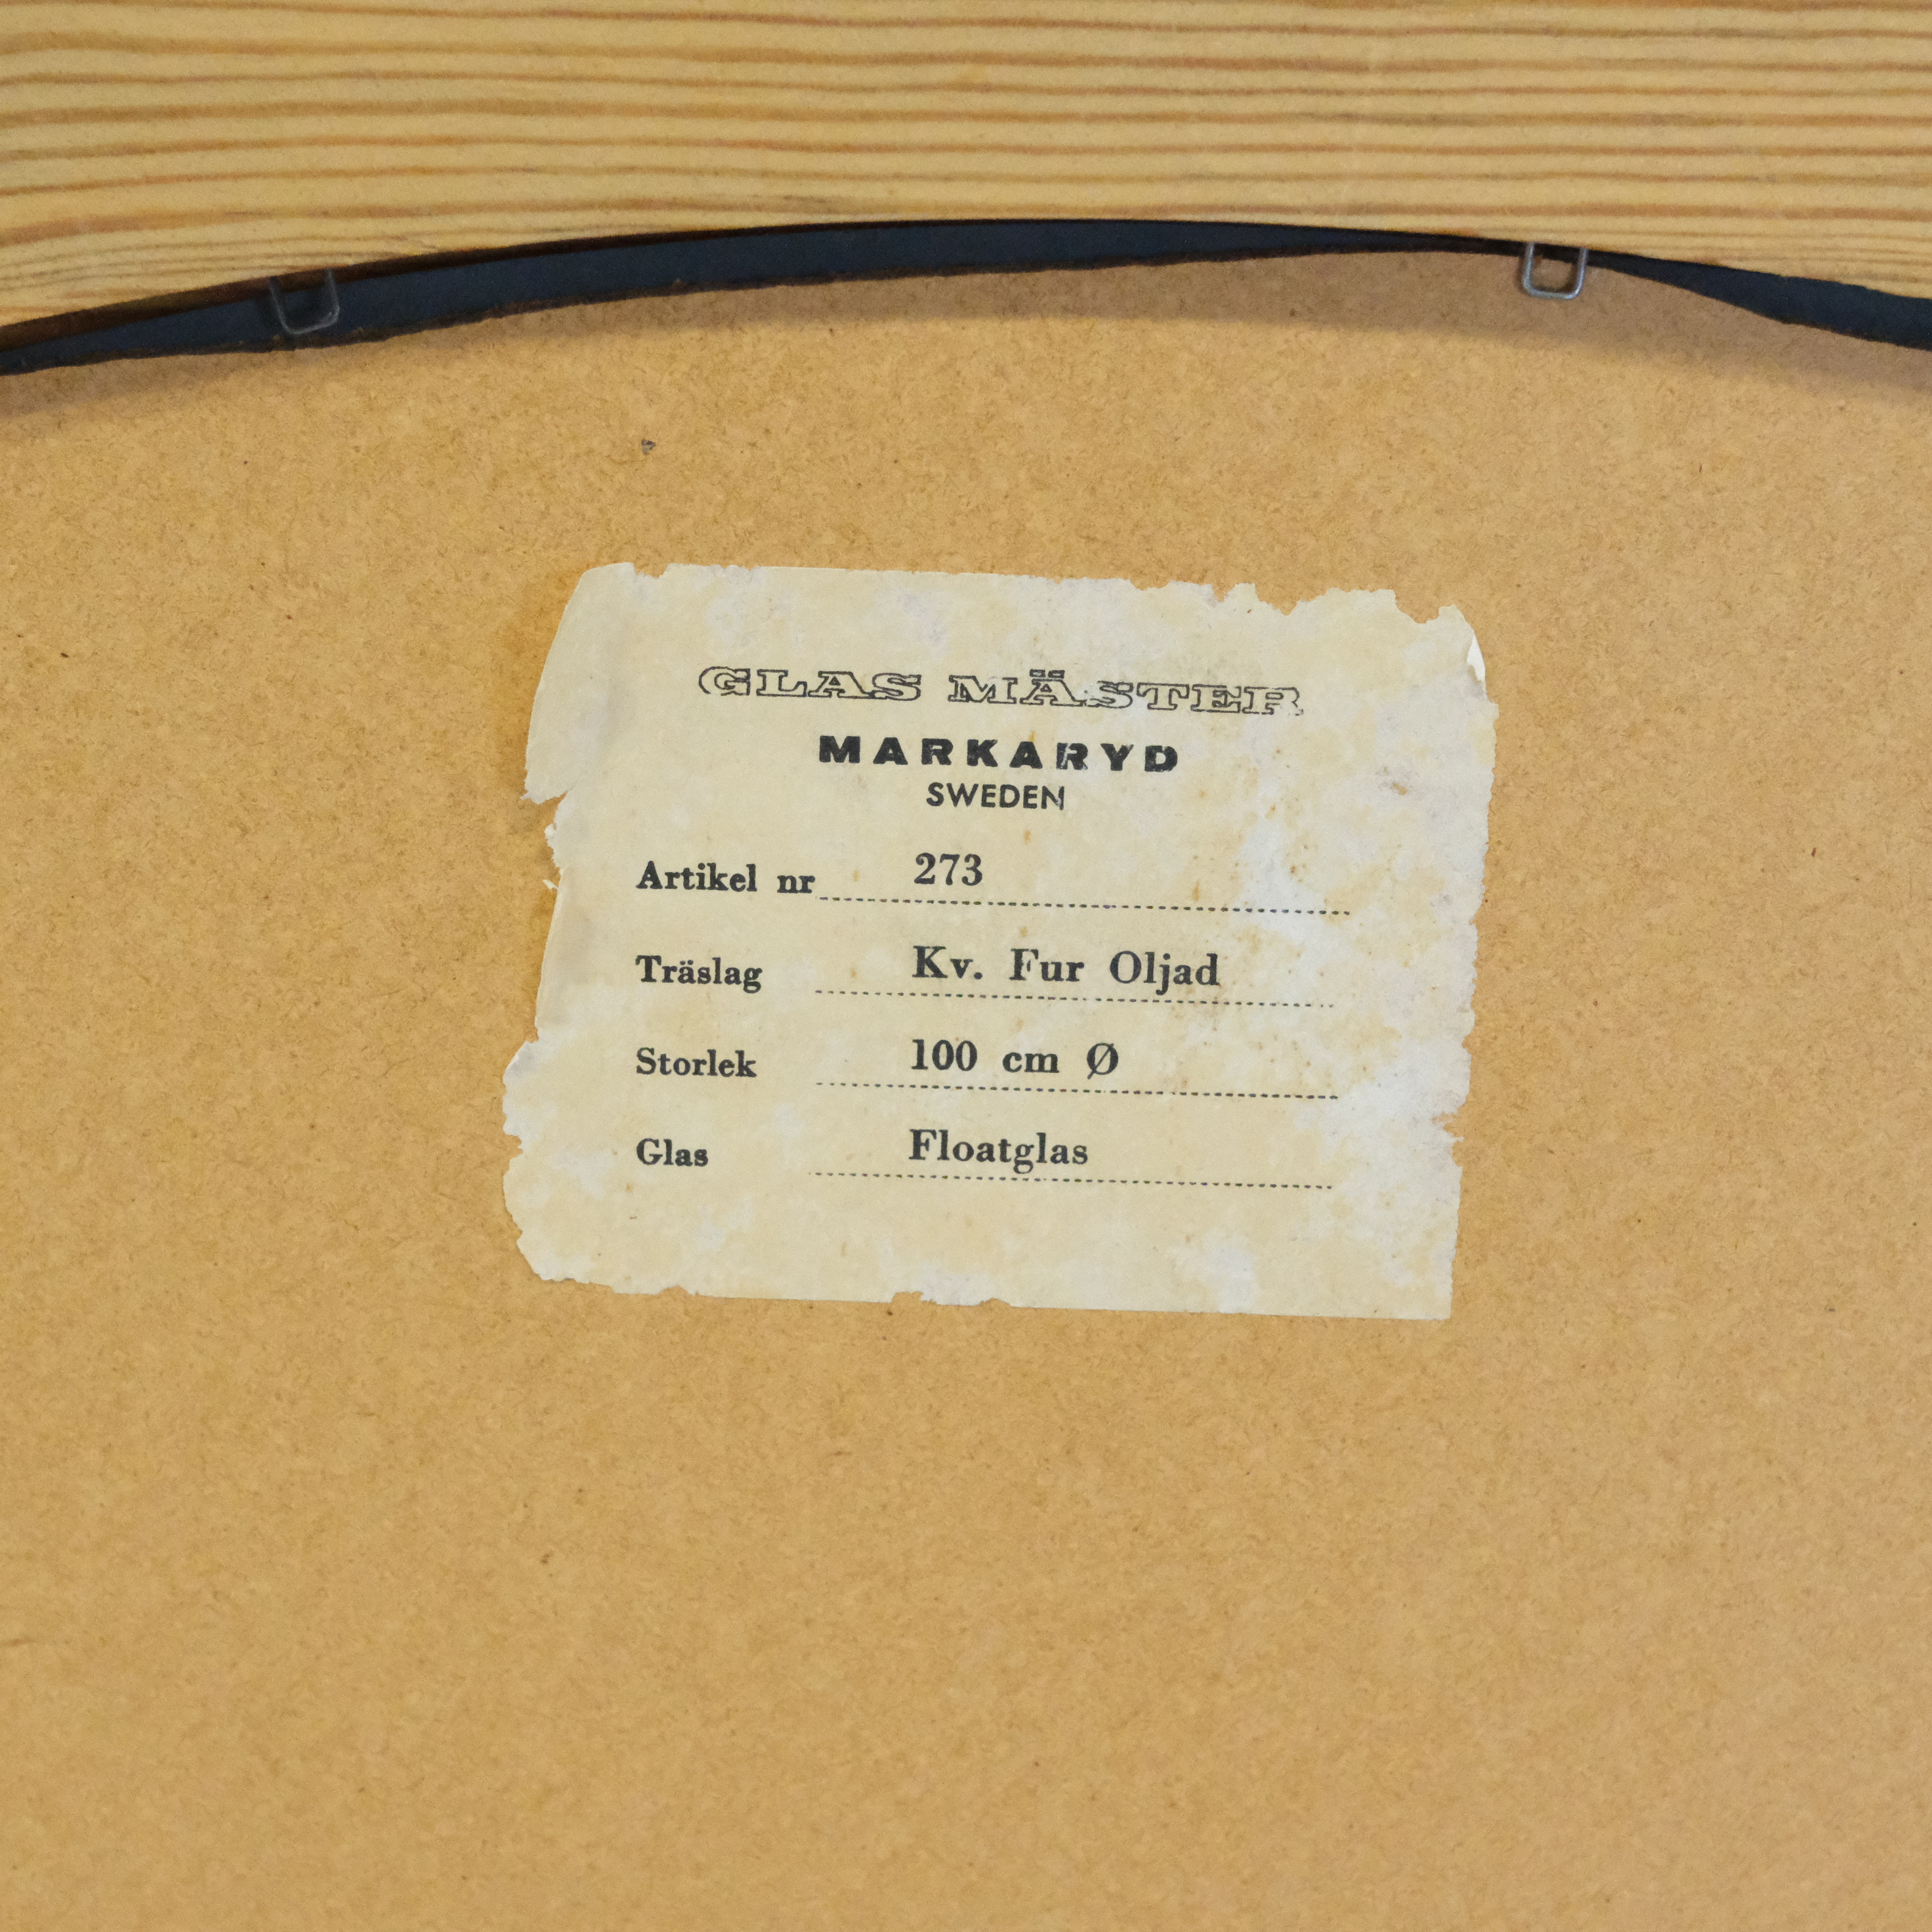 GLAS MÄSTER
MARKARYD
SWEDEN
Artikel nr 273
Träslag Kv. Fur Oljad
Storlek 100 cm Ø
Glas Floatglas